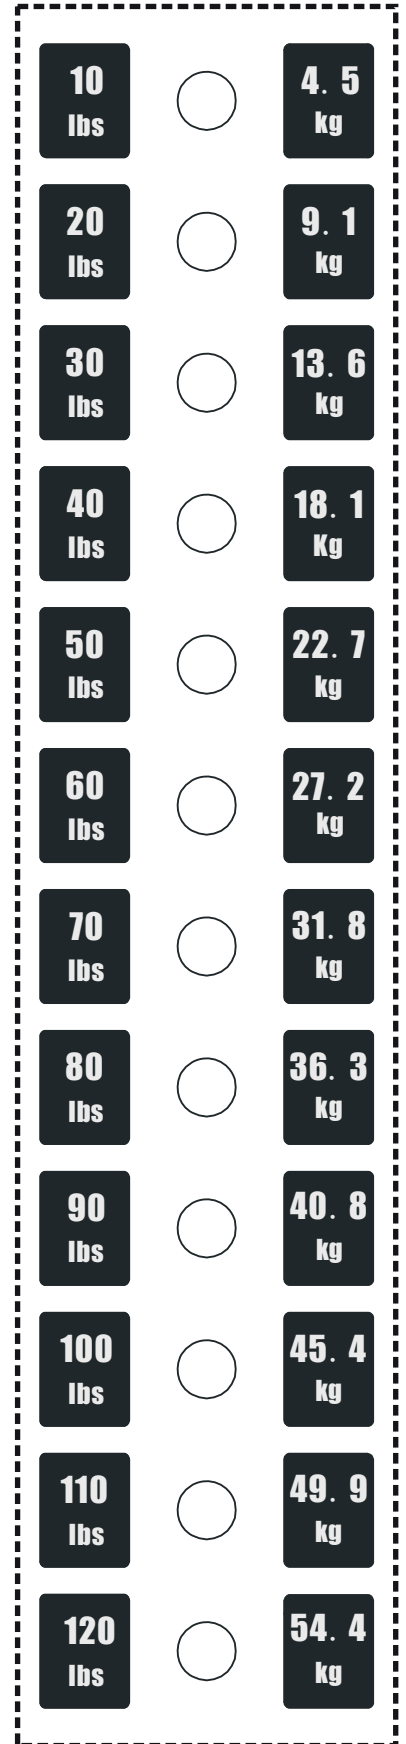 10
lbs
4. 5
kg
20
lbs
9. 1
kg
30
lbs
13. 6
kg
40
lbs
18. 1
Kg
50
lbs
22. 7
kg
60
lbs
27. 2
kg
70
lbs
31. 8
kg
80
lbs
36. 3
kg
90
lbs
40. 8
kg
100
lbs
45. 4
kg
110
lbs
49. 9
kg
120
lbs
54. 4
kg